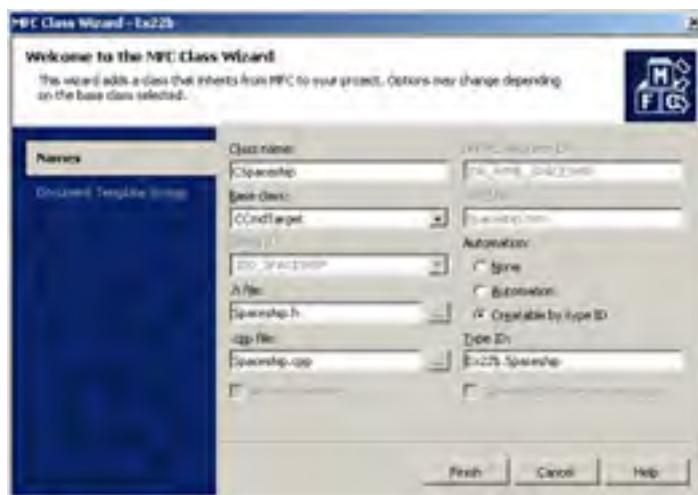 MFC Class Wizard - Ex22b
Welcome to the MFC Class Wizard
This wizard adds a class that inherits from MFC to your project. Options may change depending
on the base class selected.
M
F C
Names
Document Template Strings
Class name:
CSpaceship
Base class:
CCmdTarget
IDD_SPACESHIP
.h file:
Spaceship.h
...
.cpp file:
Spaceship.cpp
...
Spaceship.htm
Automation:
None
Automation
Creatable by type ID
Type ID:
Ex22b.Spaceship
Finish
Cancel
Help